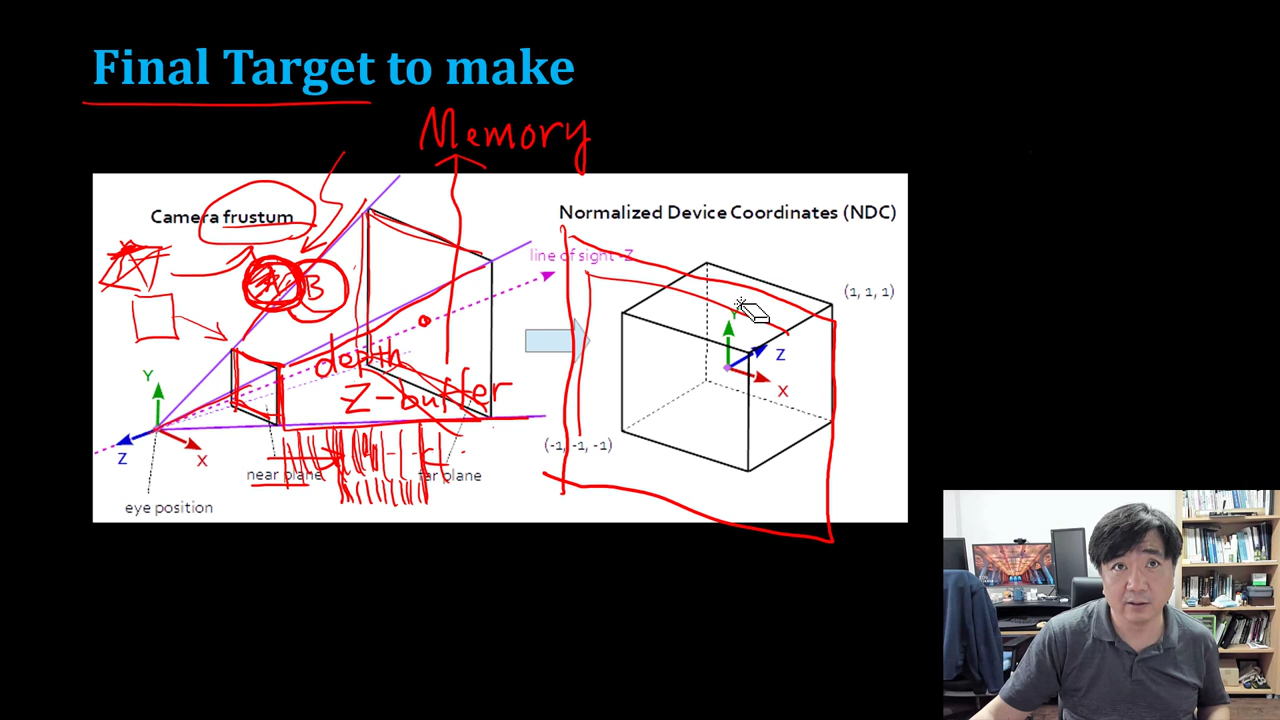 Final Target to make
Memory
Camera frustum
Normalized Device Coordinates (NDC)
line of sight -Z
(1, 1, 1)
B
depth
Z-buffer
Y
Z
X
Y
Z
X
(-1, -1, -1)
near plane
far plane
eye position